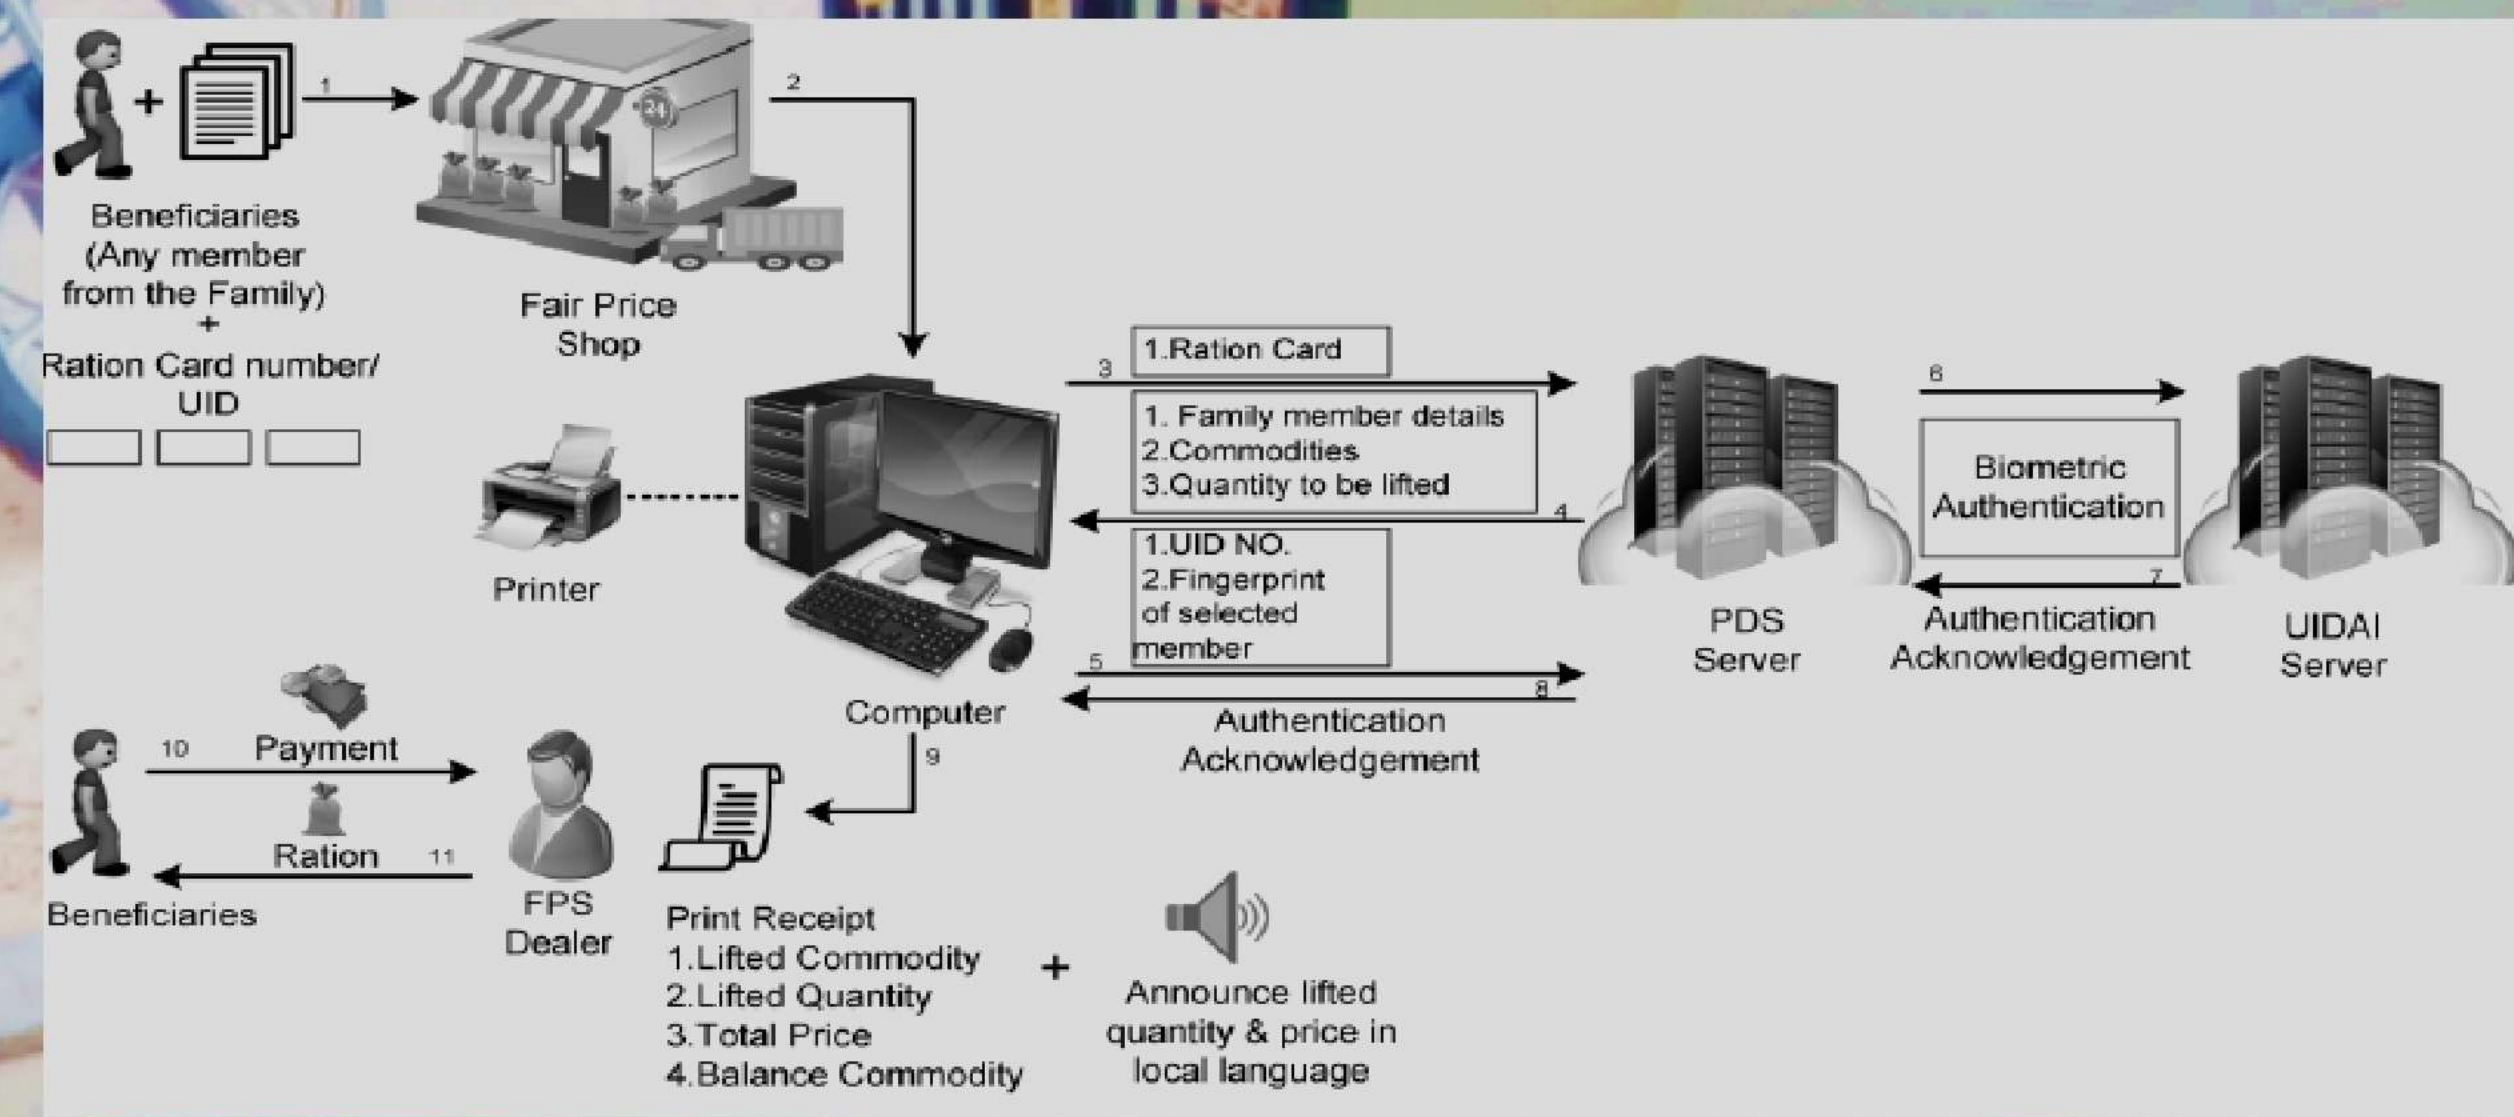 1
2
24
Beneficiaries
(Any member
from the Family)
+
Ration Card number/
UID
Fair Price
Shop
3
1.Ration Card
1. Family member details
2.Commodities
3.Quantity to be lifted
4
1.UID NO.
2.Fingerprint
of selected
member
5
8
Authentication
Acknowledgement
6
Biometric
Authentication
7
Authentication
Acknowledgement
PDS
Server
UIDAI
Server
Printer
Computer
9
10
Payment
Ration
11
Beneficiaries
FPS
Dealer
Print Receipt
1.Lifted Commodity
2.Lifted Quantity
3.Total Price
4.Balance Commodity
+
Announce lifted
quantity & price in
local language